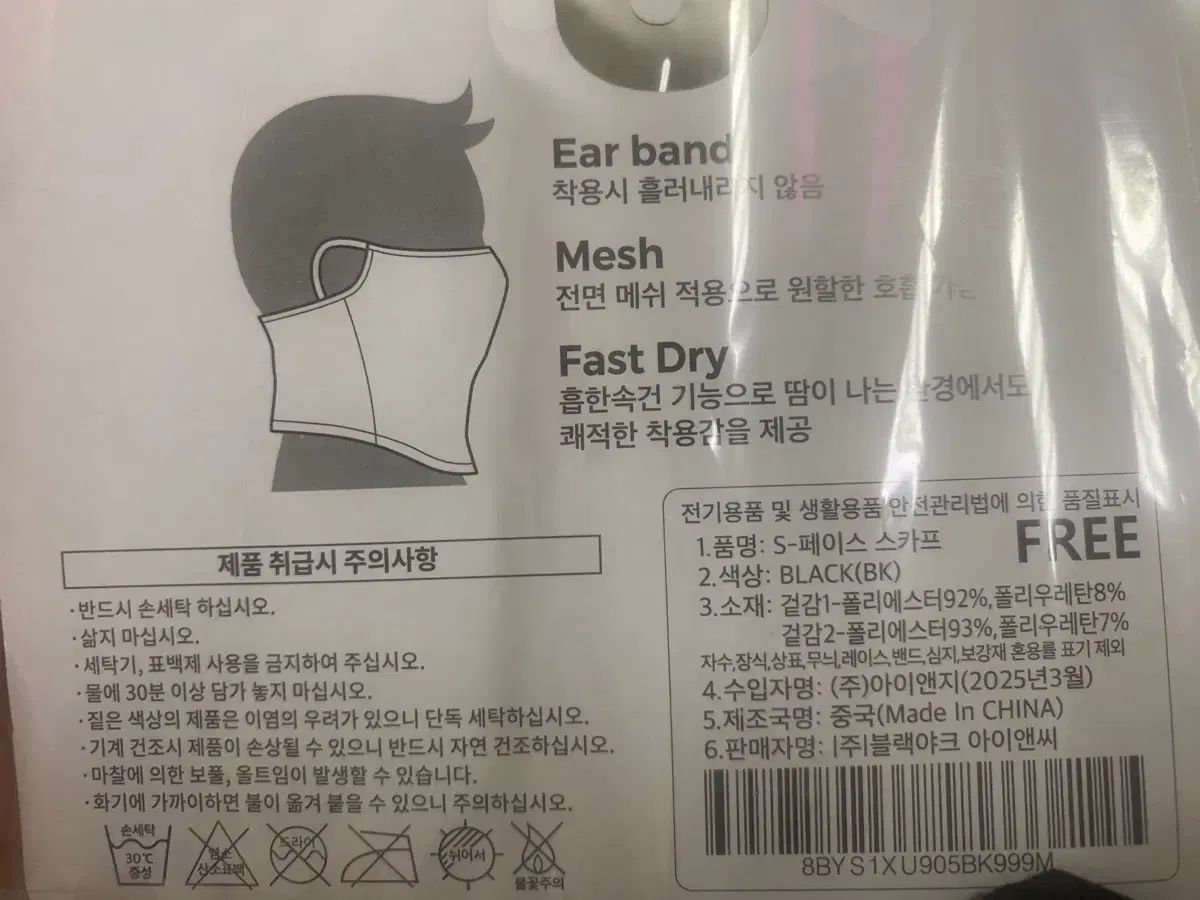 Ear band
착용시 흘러내리지 않음
Mesh
전면 메쉬 적용으로 원할한 호흡 가능
Fast Dry
흡한속건 기능으로 땀이 나는 환경에서도
쾌적한 착용감을 제공
제품 취급시 주의사항
·반드시 손세탁 하십시오.
·삶지 마십시오.
·세탁기, 표백제 사용을 금지하여 주십시오.
·물에 30분 이상 담가 놓지 마십시오.
·짙은 색상의 제품은 이염의 우려가 있으니 단독 세탁하십시오.
·기계 건조시 제품이 손상될 수 있으니 반드시 자연 건조하십시오.
·마찰에 의한 보풀, 올트임이 발생할 수 있습니다.
·화기에 가까이하면 불이 옮겨 붙을 수 있으니 주의하십시오.
손세탁
30℃
중성
염소
산소표백
드라이
뉘어서
불꽃주의
전기용품 및 생활용품 안전관리법에 의한 품질표시
1.품명: S-페이스 스카프
FREE
2.색상: BLACK(BK)
3.소재: 겉감1-폴리에스터92%,폴리우레탄8%
겉감2-폴리에스터93%,폴리우레탄7%
자수,장식,상표,무늬,레이스,밴드,심지,보강재 혼용률 표기 제외
4.수입자명: (주)아이앤지(2025년3월)
5.제조국명: 중국(Made In CHINA)
6.판매자명: |주|블랙야크 아이앤씨
8BYS1XU905BK999M